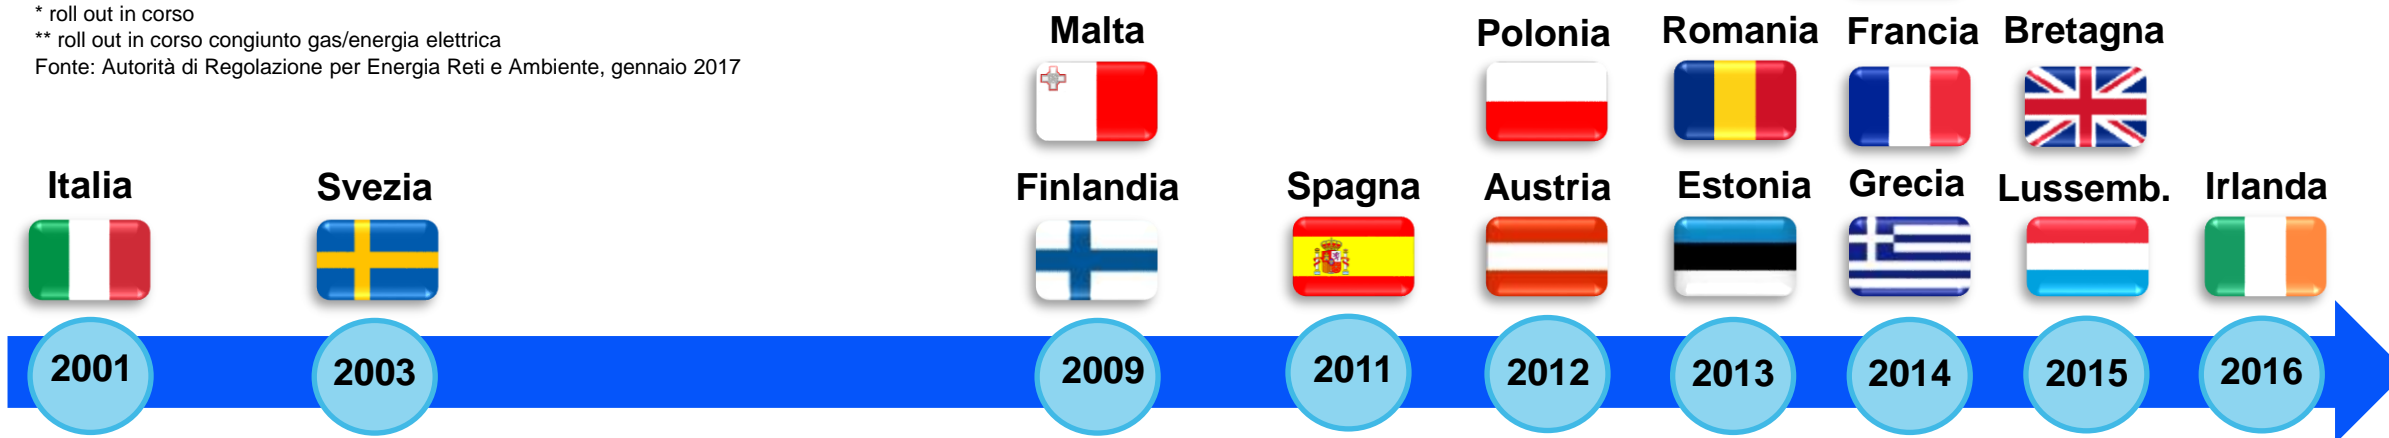 * roll out in corso
** roll out in corso congiunto gas/energia elettrica
Fonte: Autorità di Regolazione per Energia Reti e Ambiente, gennaio 2017
Malta
Polonia
Romania
Francia
Bretagna
Italia
Svezia
Finlandia
Spagna
Austria
Estonia
Grecia
Lussemb.
Irlanda
2001
2003
2009
2011
2012
2013
2014
2015
2016